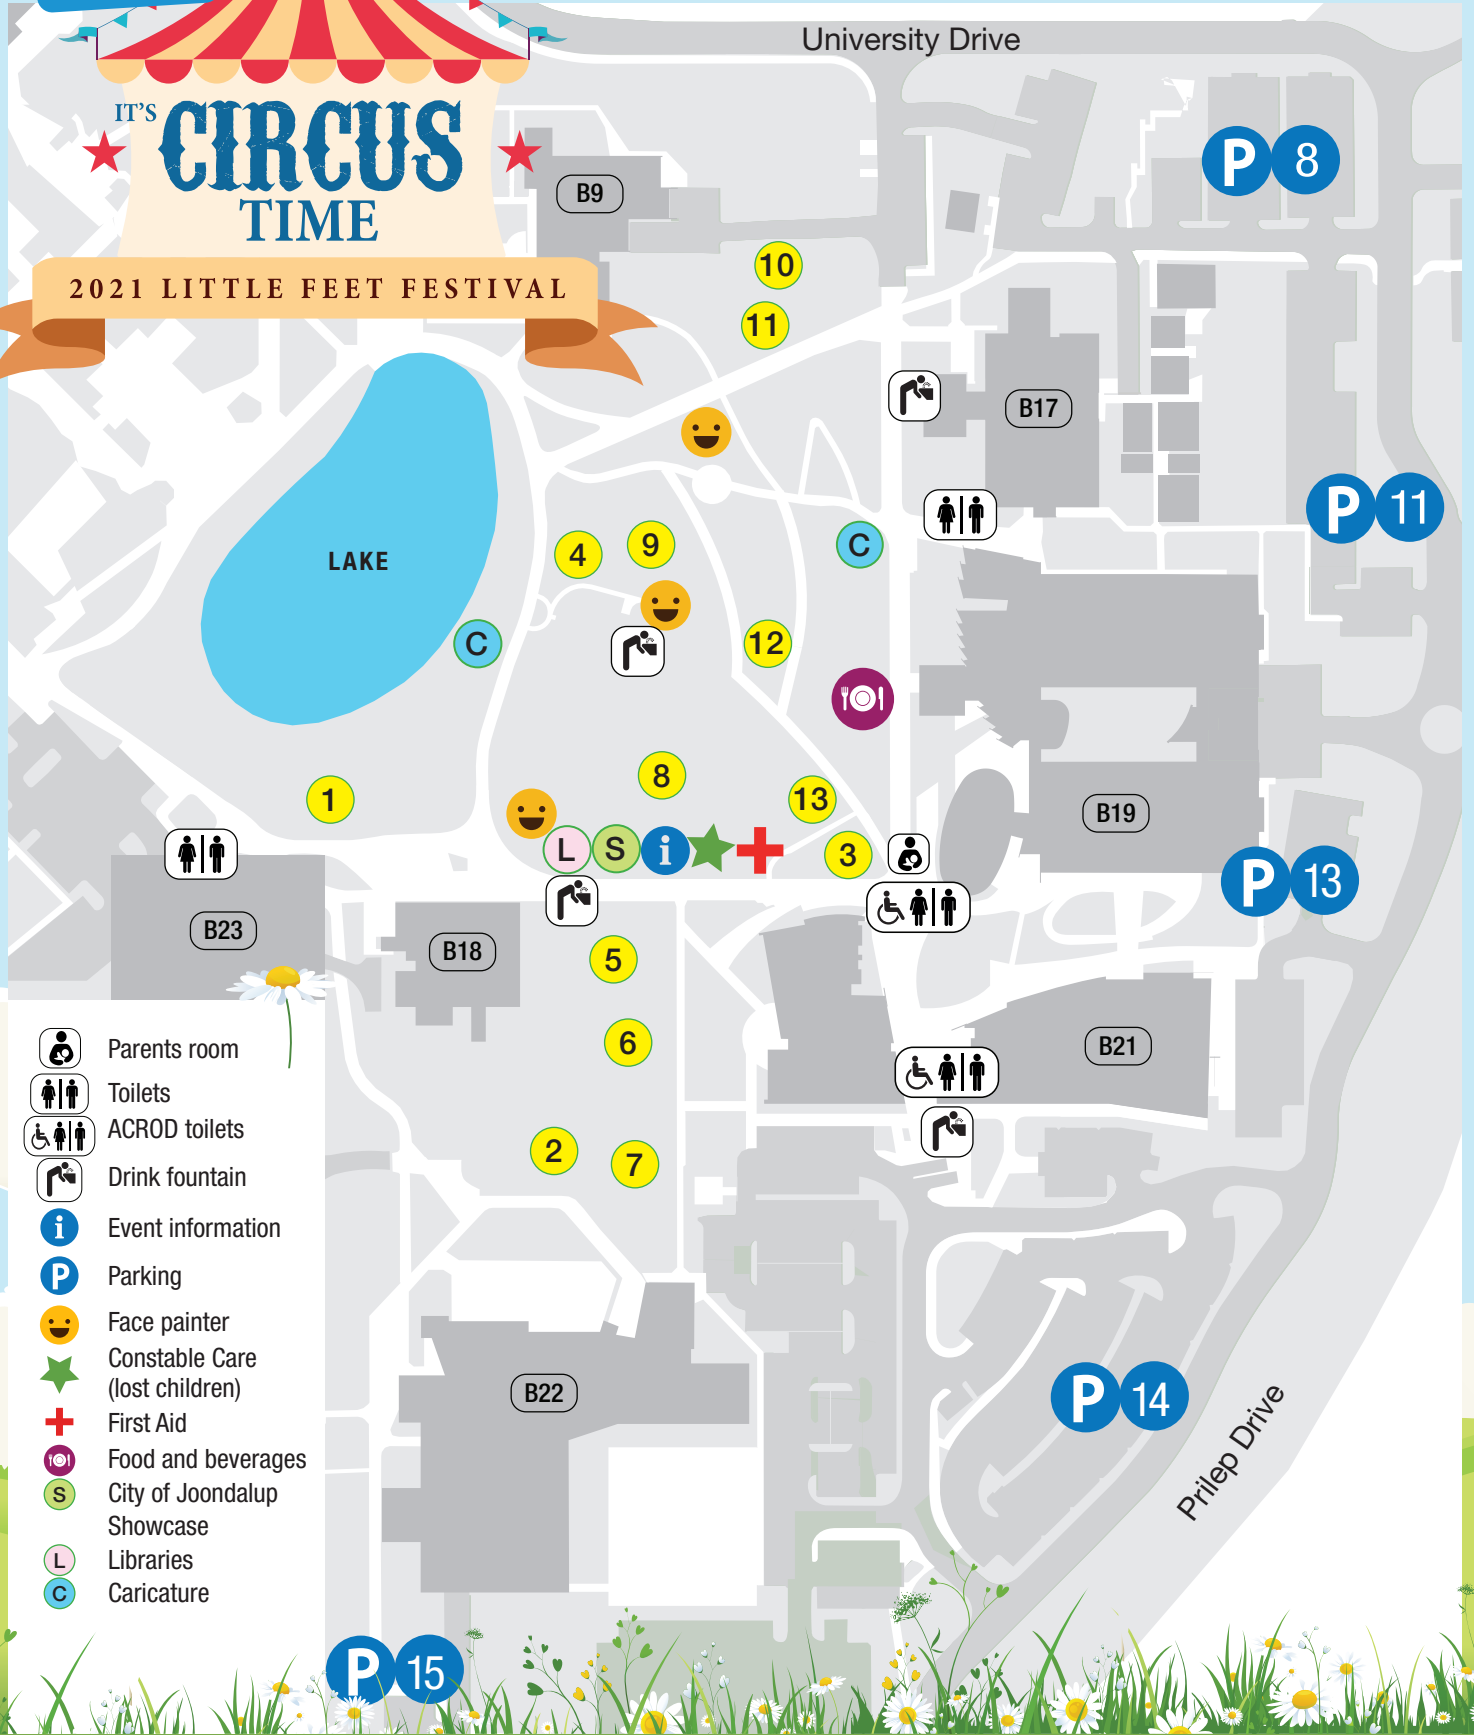 University Drive
IT'S
CIRCUS
TIME
2021 LITTLE FEET FESTIVAL
P 8
B9
10
11
B17
P 11
4
9
C
LAKE
C
12
8
1
13
B19
L S i
3
P 13
B23
B18
5
6
B21
2
7
Parents room
Toilets
ACROD toilets
Drink fountain
i Event information
P Parking
Face painter
Constable Care
(lost children)
First Aid
Food and beverages
S City of Joondalup
Showcase
L Libraries
C Caricature
B22
P 14
Prilep Drive
P 15